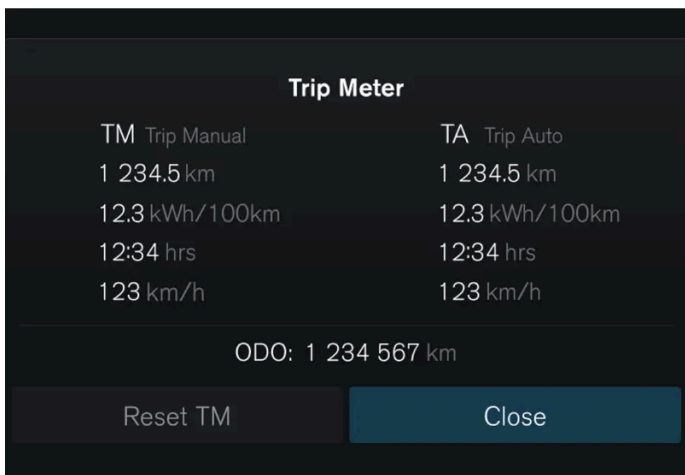 Trip Meter
TM Trip Manual
1 234.5 km
12.3 kWh/100km
12:34 hrs
123 km/h
TA Trip Auto
1 234.5 km
12.3 kWh/100km
12:34 hrs
123 km/h
ODO: 1 234 567 km
Reset TM
Close